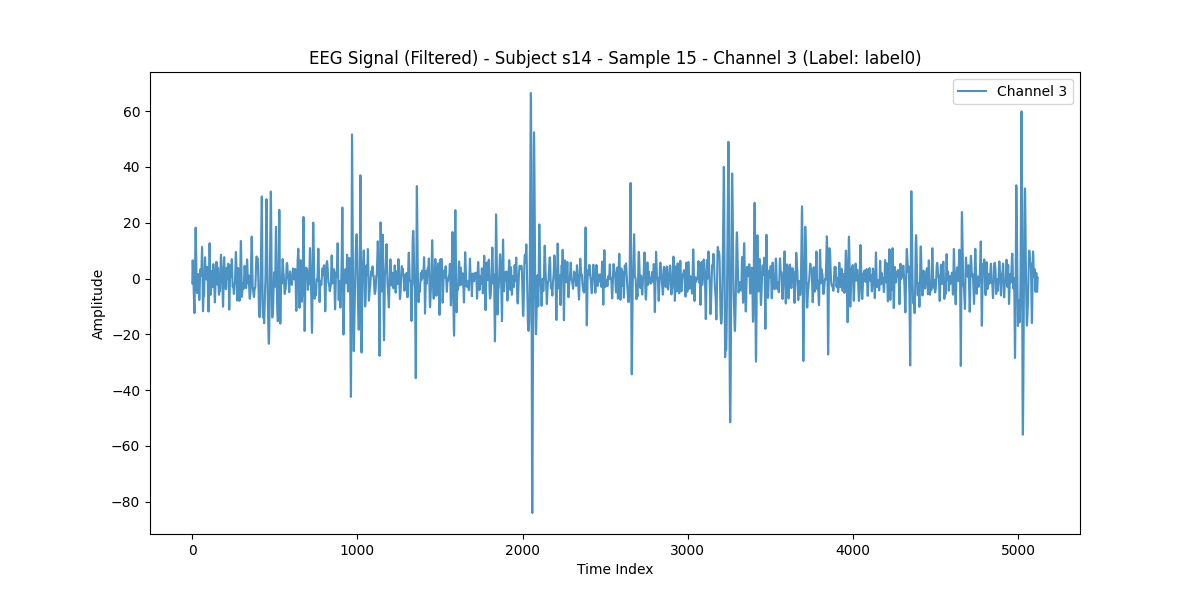 EEG Signal (Filtered) - Subject s14 - Sample 15 - Channel 3 (Label: label0)
Channel 3
60
40
20
0
−20
−40
−60
−80
Amplitude
0 1000 2000 3000 4000 5000
Time Index